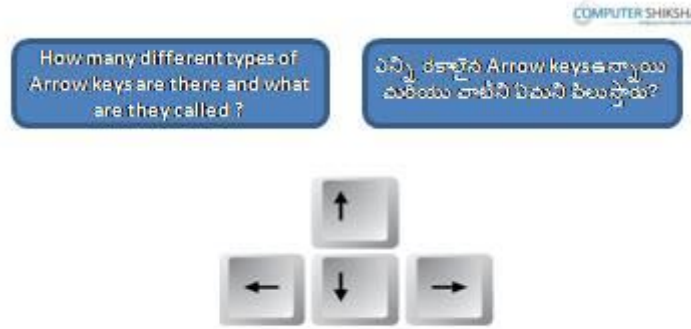 COMPUTER SHIKSHA
How many different types of
Arrow keys are there and what
are they called ?
ఎన్ని రకాలైన Arrow keys ఉన్నాయి
మరియు వాటిని ఏమని పిలుస్తారు?